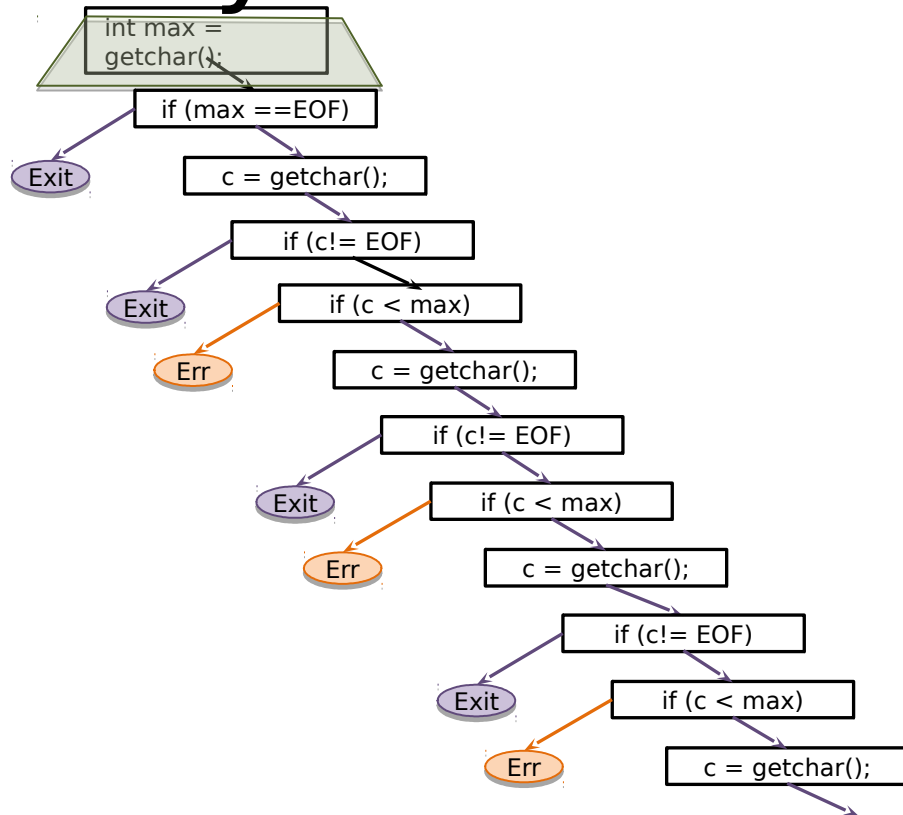 int max =
getchar();
if (max ==EOF)
Exit
c = getchar();
if (c!= EOF)
Exit
if (c < max)
Err
c = getchar();
if (c!= EOF)
Exit
if (c < max)
Err
c = getchar();
if (c!= EOF)
Exit
if (c < max)
Err
c = getchar();